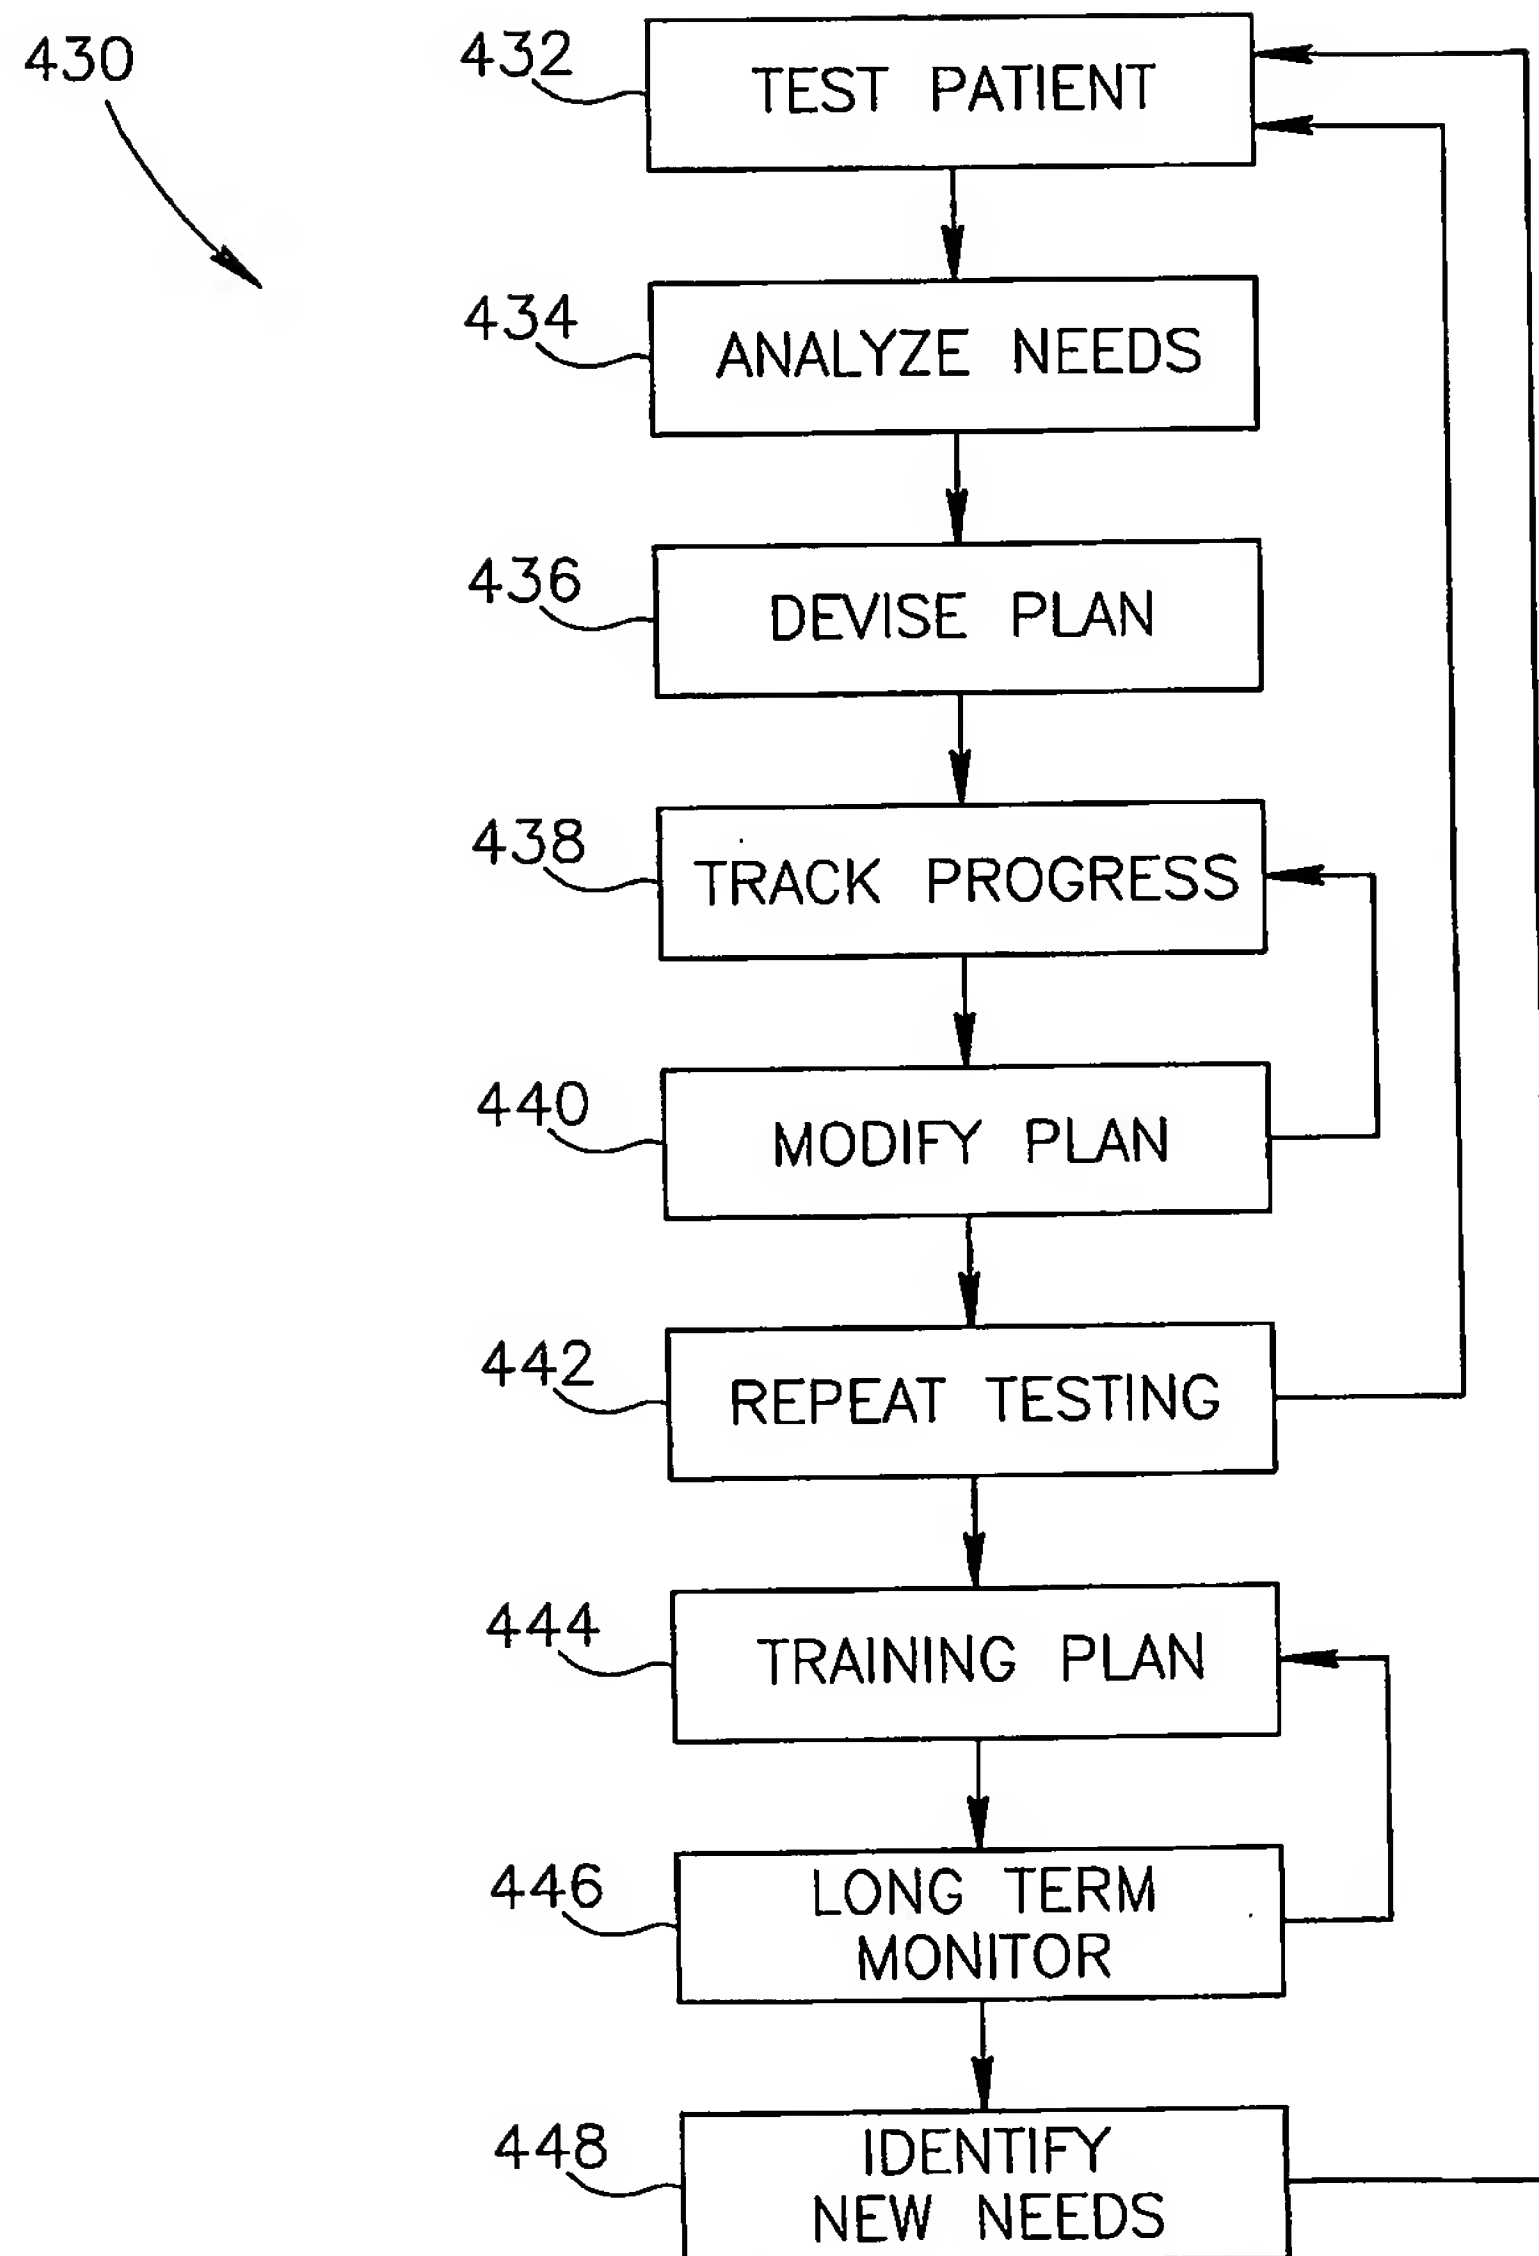 430
432
TEST PATIENT
434
ANALYZE NEEDS
436
DEVISE PLAN
438
TRACK PROGRESS
440
MODIFY PLAN
442
REPEAT TESTING
444
TRAINING PLAN
446
LONG TERM
MONITOR
448
IDENTIFY
NEW NEEDS